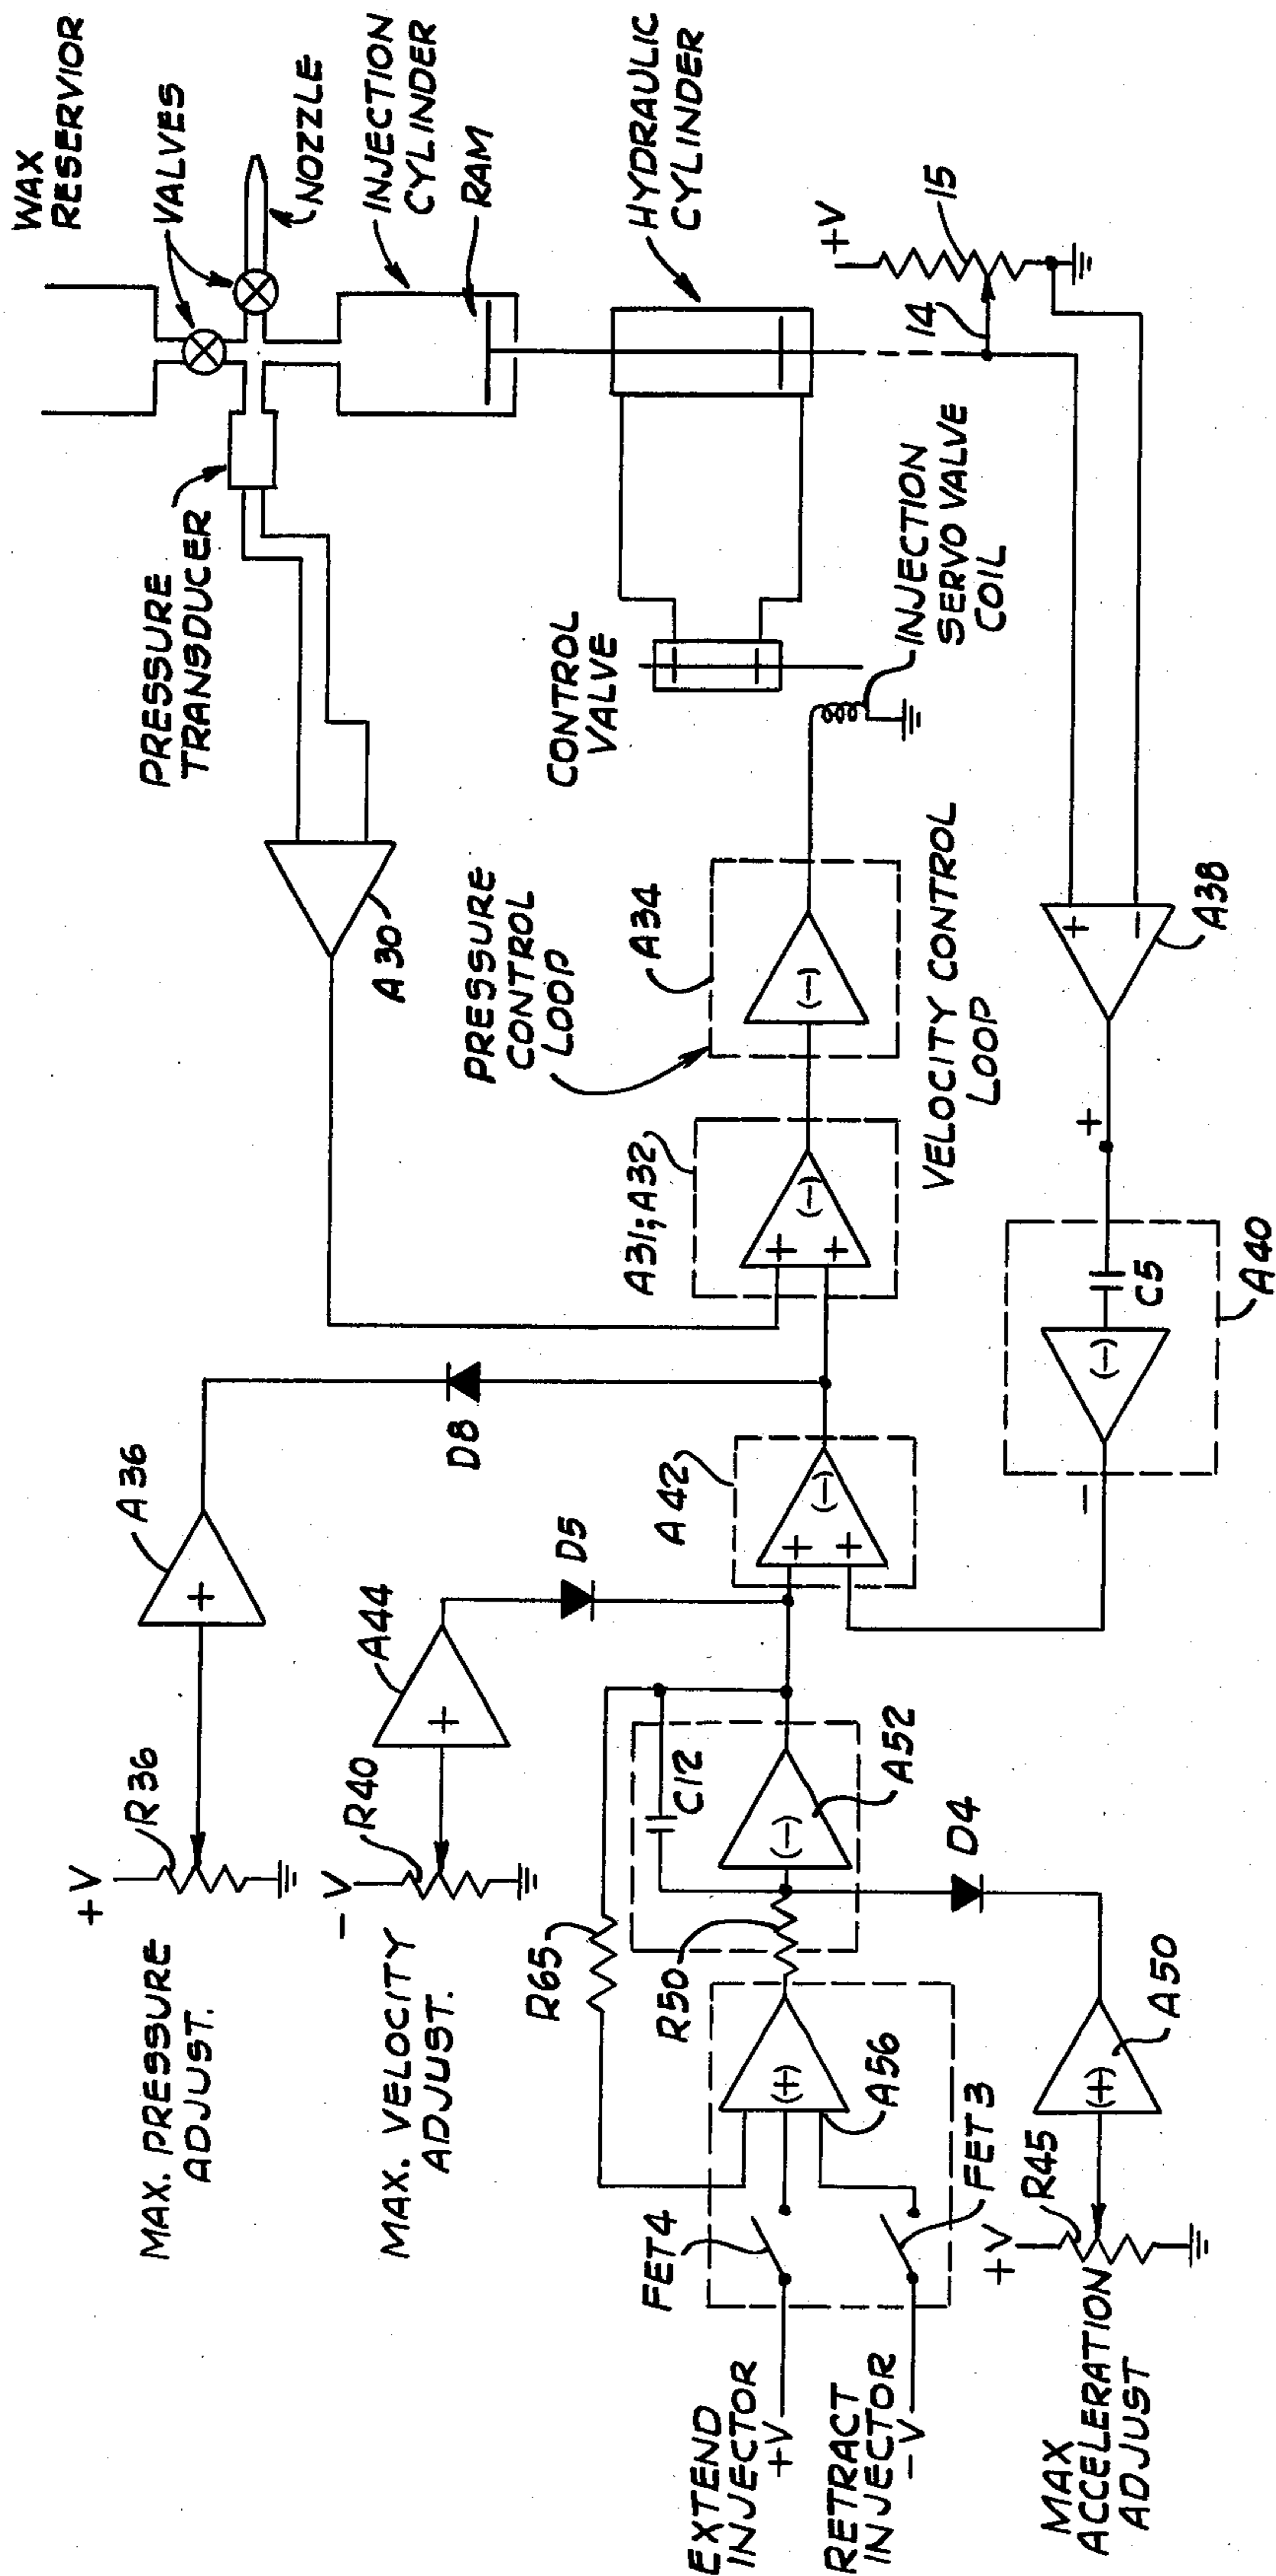 WAX
RESERVIOR
VALVES
NOZZLE
INJECTION
CYLINDER
RAM
HYDRAULIC
CYLINDER
+V
15
14
PRESSURE
TRANSDUCER
CONTROL
VALVE
INJECTION
SERVO VALVE
COIL
A30
PRESSURE
CONTROL
LOOP
A34
(-)
VELOCITY CONTROL
LOOP
A38
+
-
+
A31;A32
+
+
(-)
A40
C5
(-)
-
D8
A36
+
A42
+
+
(-)
D5
A44
+
+V
R36
MAX. PRESSURE
ADJUST.
-V
R40
MAX. VELOCITY
ADJUST.
C12
A52
(-)
D4
R65
R50
A56
(+)
A50
(+)
FET4
FET 3
+V
R45
EXTEND
INJECTOR
+V
RETRACT
INJECTOR
-V
MAX
ACCELERATION
ADJUST